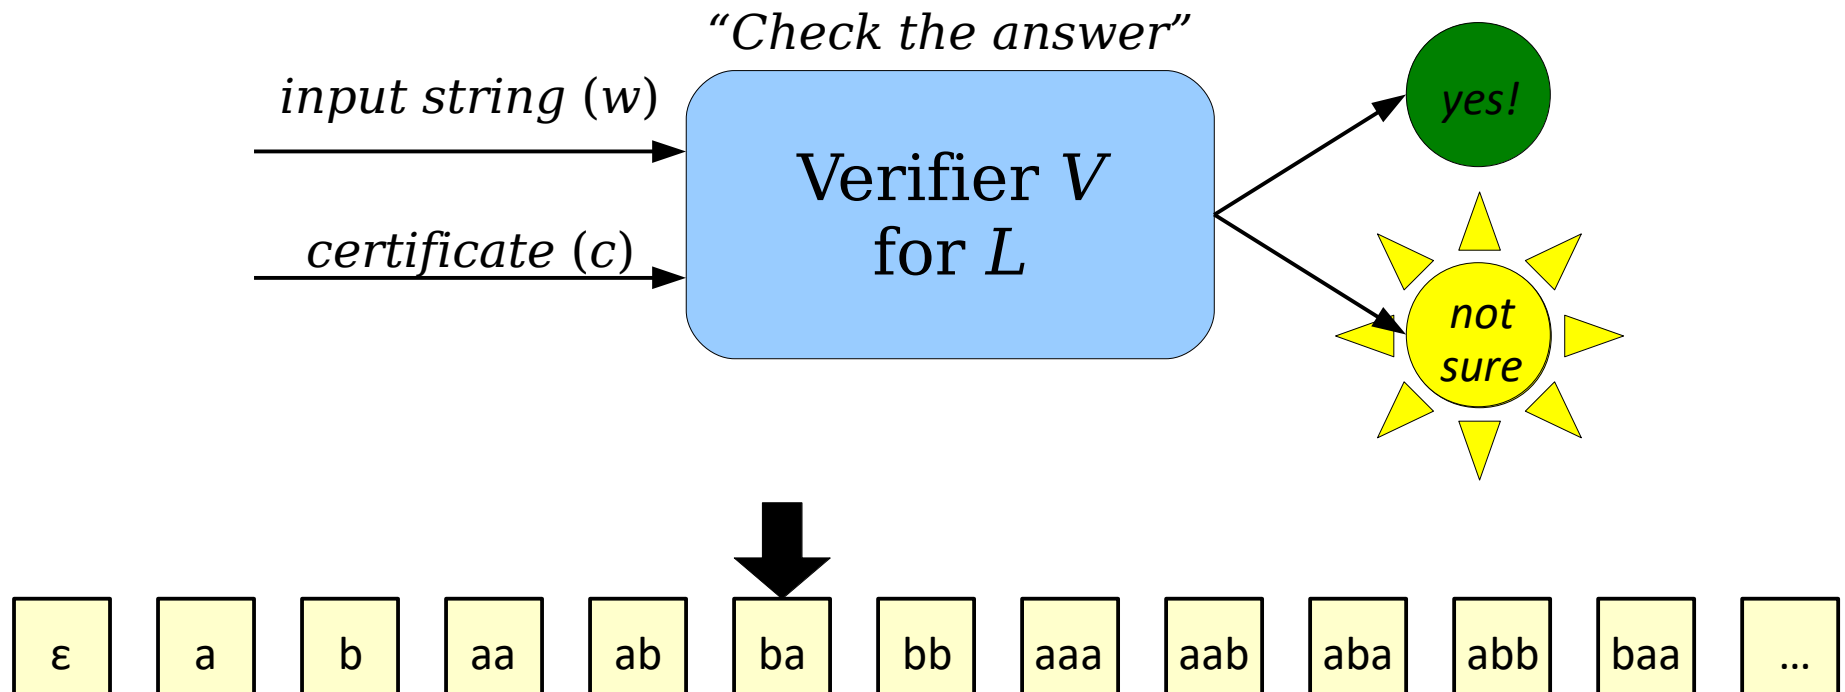 “Check the answer”
input string (w)
certificate (c)
Verifier V
for L
yes!
not
sure
ε a b aa ab ba bb aaa aab aba abb baa ...